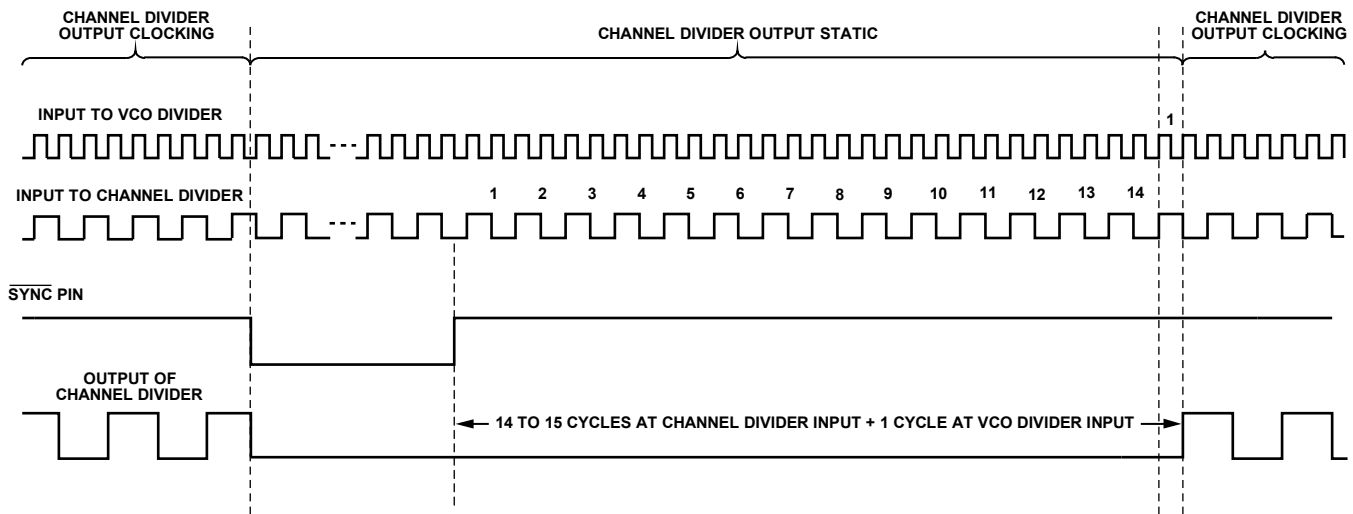 CHANNEL DIVIDER
OUTPUT CLOCKING
CHANNEL DIVIDER OUTPUT STATIC
CHANNEL DIVIDER
OUTPUT CLOCKING
INPUT TO VCO DIVIDER
1
INPUT TO CHANNEL DIVIDER
1 2 3 4 5 6 7 8 9 10 11 12 13 14
SYNC PIN
OUTPUT OF
CHANNEL DIVIDER
14 TO 15 CYCLES AT CHANNEL DIVIDER INPUT + 1 CYCLE AT VCO DIVIDER INPUT